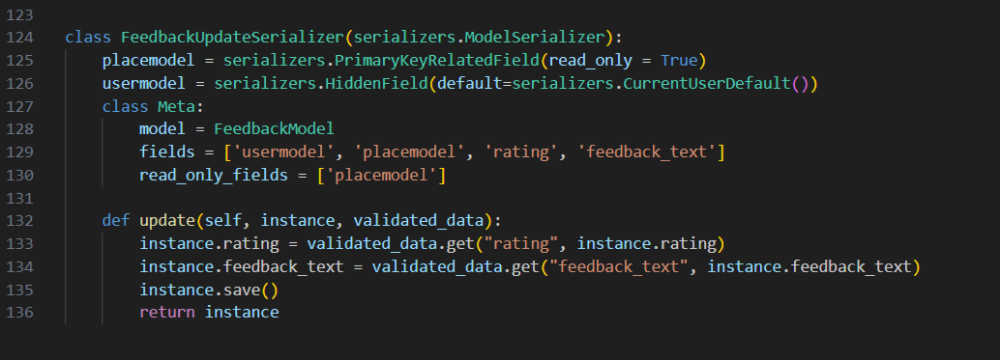 123
124 class FeedbackUpdateSerializer(serializers.ModelSerializer):
125     placemodel = serializers.PrimaryKeyRelatedField(read_only = True)
126     usermodel = serializers.HiddenField(default=serializers.CurrentUserDefault())
127     class Meta:
128         model = FeedbackModel
129         fields = ['usermodel', 'placemodel', 'rating', 'feedback_text']
130         read_only_fields = ['placemodel']
131
132     def update(self, instance, validated_data):
133         instance.rating = validated_data.get("rating", instance.rating)
134         instance.feedback_text = validated_data.get("feedback_text", instance.feedback_text)
135         instance.save()
136         return instance